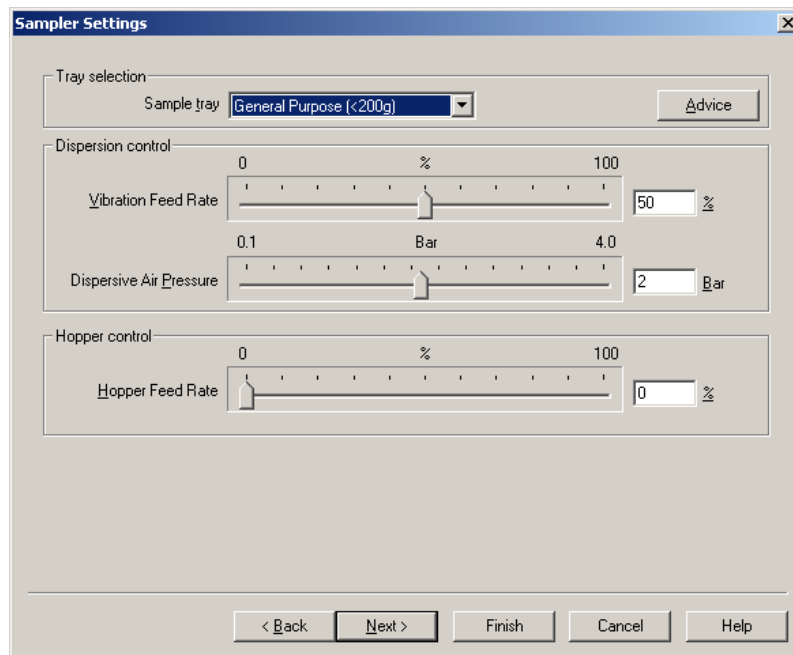 Sampler Settings
Tray selection
Sample tray General Purpose (<200g) Advice
Dispersion control
0 % 100
Vibration Feed Rate 50 %
0.1 Bar 4.0
Dispersive Air Pressure 2 Bar
Hopper control
0 % 100
Hopper Feed Rate 0 %
< Back Next > Finish Cancel Help